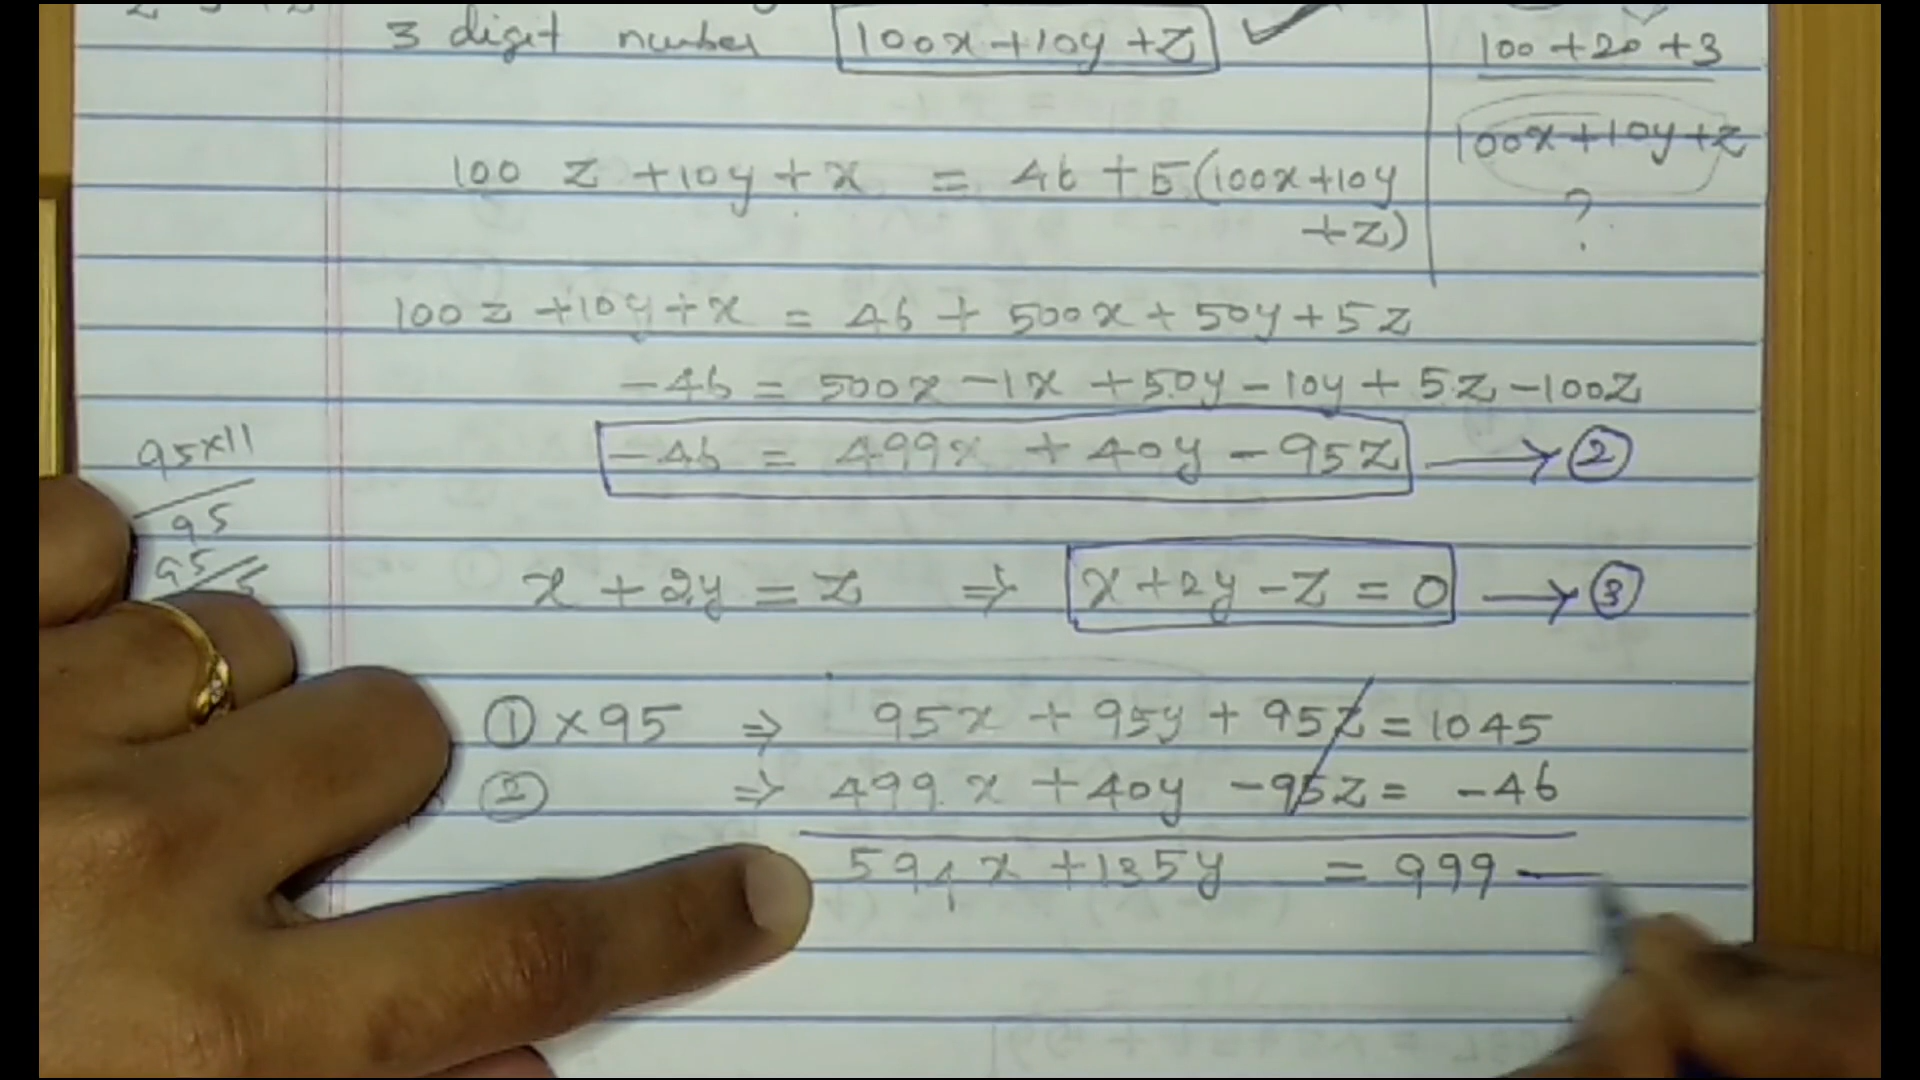 3 digit number 100x+10y+z ✓
100+20+3
100x+10y+z
?
100 z +10y+x = 46+5(100x+10y
+z)
100z+10y+x = 46+500x+50y+5z
-46 = 500x-1x+50y-10y+5z-100z
-46 = 499x+40y-95z → ②
95x11
95
95
5
x+2y=z ⇒ x+2y-z=0 → ③
①×95 ⇒ 95x+95y+95z=1045
② ⇒ 499x+40y-95z=-46
594x+135y = 999 —